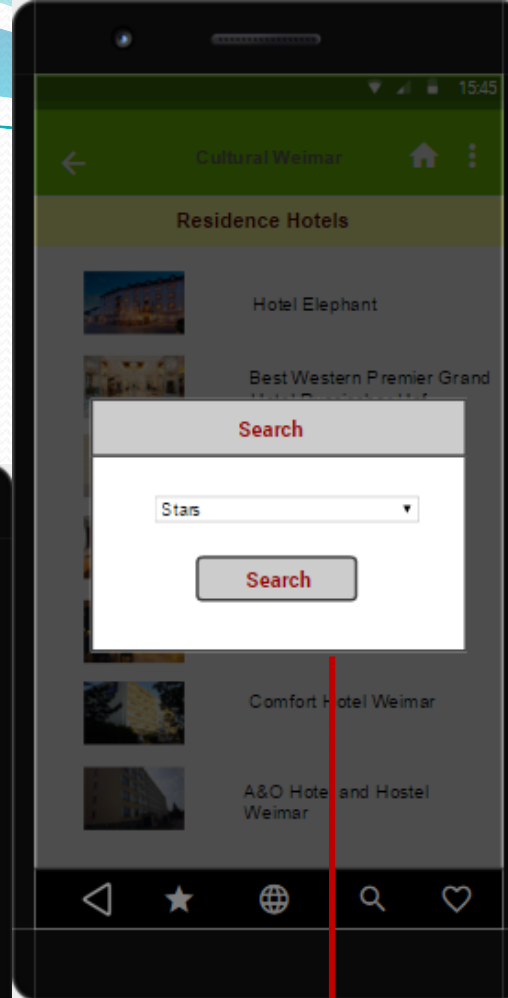 15:45
Cultural Weimar
Residence Hotels
Hotel Elephant
Best Western Premier Grand
Search
Stars
Search
Comfort Hotel Weimar
A&O Hotel and Hostel
Weimar